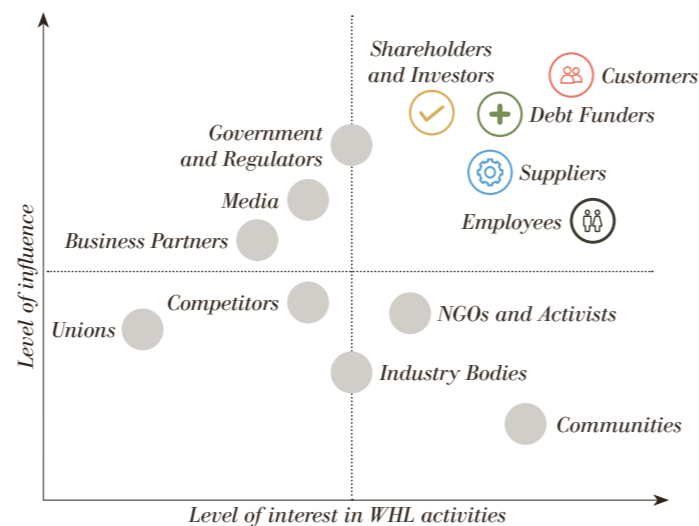 Shareholders
and Investors
Customers
Debt Funders
Government
and Regulators
Suppliers
Media
Employees
Business Partners
Level of influence
Competitors
NGOs and Activists
Unions
Industry Bodies
Communities
Level of interest in WHL activities